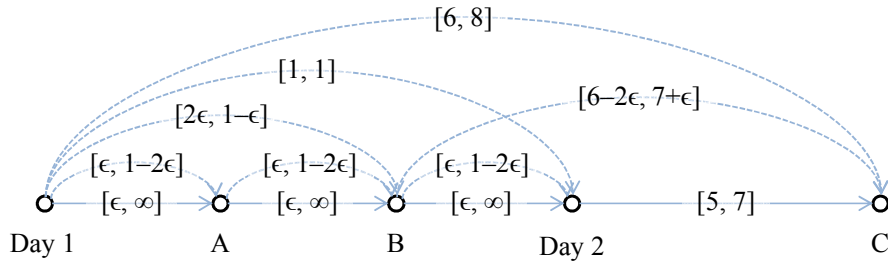 [6, 8]
[1, 1]
[2ϵ, 1–ϵ]
[6–2ϵ, 7+ϵ]
[ϵ, 1–2ϵ] [ϵ, 1–2ϵ] [ϵ, 1–2ϵ]
[ϵ, ∞] [ϵ, ∞] [ϵ, ∞] [5, 7]
Day 1 A B Day 2 C